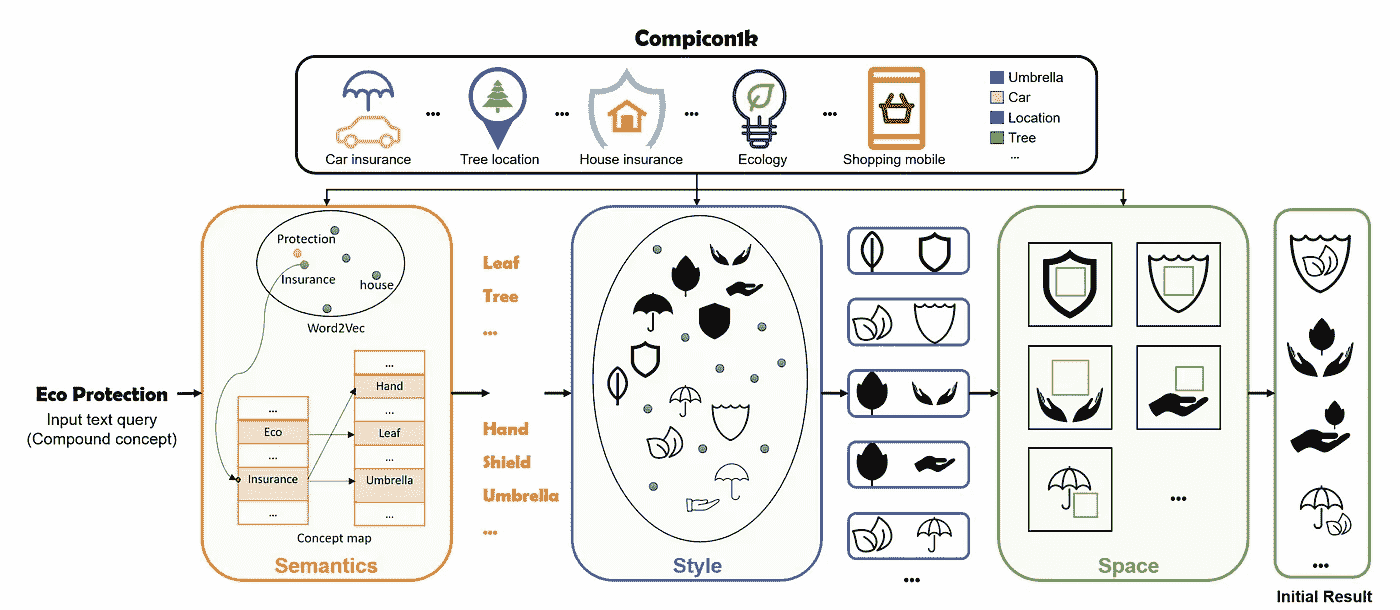 Compicon1k
Umbrella
Car
Location
Tree
...
... ... ... ...
Car insurance Tree location House insurance Ecology Shopping mobile
Protection
Insurance
house
Word2Vec
Eco Protection
Input text query
(Compound concept)
...
Eco
...
Insurance
...
...
Hand
...
Leaf
...
Umbrella
...
Concept map
Semantics
Leaf
Tree
...
Hand
Shield
Umbrella
...
Style
...
...
Space
...
Initial Result